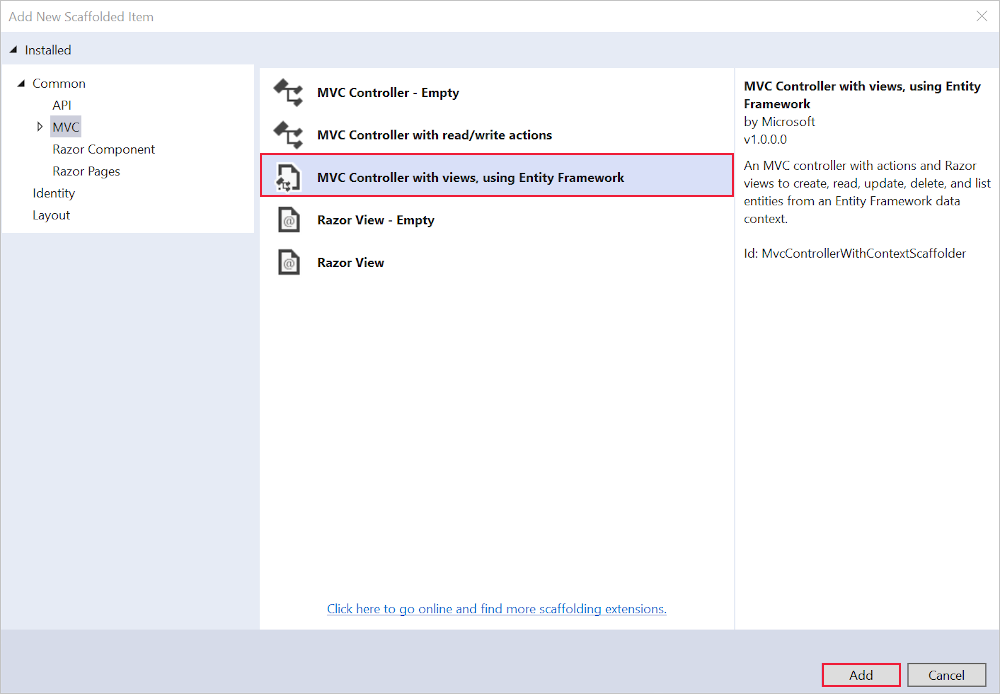 Add New Scaffolded Item
Installed
Common
API
MVC
Razor Component
Razor Pages
Identity
Layout
MVC Controller - Empty
MVC Controller with read/write actions
MVC Controller with views, using Entity Framework
Razor View - Empty
Razor View
Click here to go online and find more scaffolding extensions.
MVC Controller with views, using Entity
Framework
by Microsoft
v1.0.0.0
An MVC controller with actions and Razor
views to create, read, update, delete, and list
entities from an Entity Framework data
context.
Id: MvcControllerWithContextScaffolder
Add
Cancel